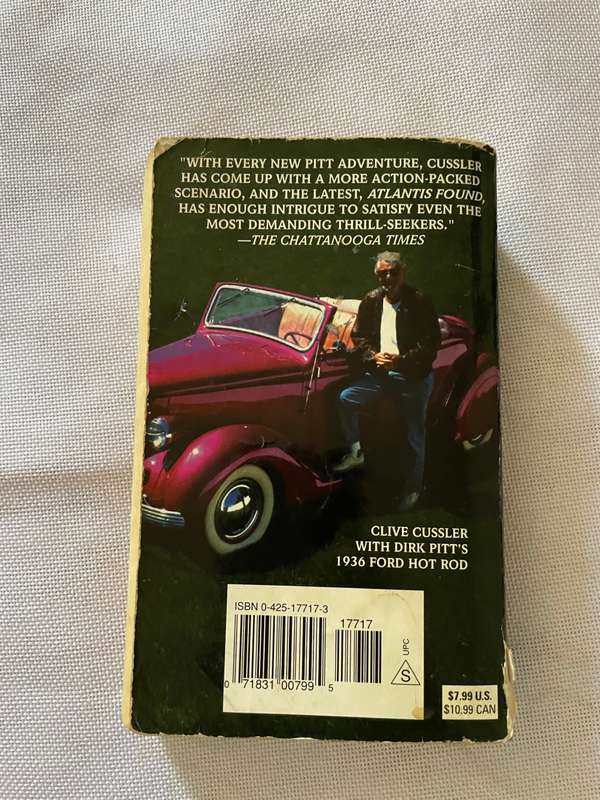 "WITH EVERY NEW PITT ADVENTURE, CUSSLER
HAS COME UP WITH A MORE ACTION-PACKED
SCENARIO, AND THE LATEST, ATLANTIS FOUND,
HAS ENOUGH INTRIGUE TO SATISFY EVEN THE
MOST DEMANDING THRILL-SEEKERS."
—THE CHATTANOOGA TIMES
CLIVE CUSSLER
WITH DIRK PITT'S
1936 FORD HOT ROD
ISBN 0-425-17717-3
17717
UPC
S
0 71831 00799 5
$7.99 U.S.
$10.99 CAN